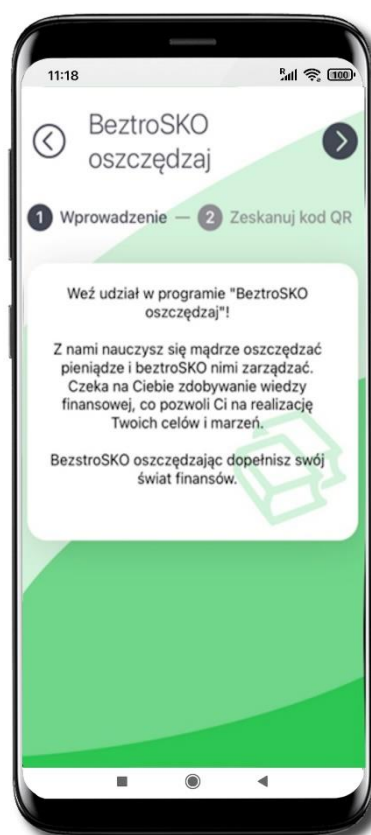 11:18
R
100
BeztroSKO
oszczędzaj
1 Wprowadzenie — 2 Zeskanuj kod QR
Weź udział w programie "BeztroSKO
oszczędzaj"!
Z nami nauczysz się mądrze oszczędzać
pieniądze i beztroSKO nimi zarządzać.
Czeka na Ciebie zdobywanie wiedzy
finansowej, co pozwoli Ci na realizację
Twoich celów i marzeń.
BezstroSKO oszczędzając dopełnisz swój
świat finansów.